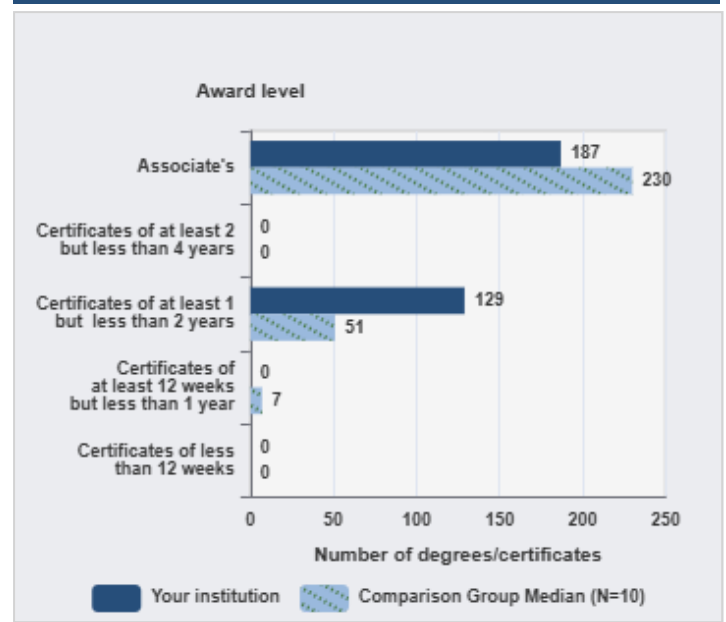 Award level
Associate's
187
230
Certificates of at least 2
but less than 4 years
0
0
Certificates of at least 1
but less than 2 years
129
51
Certificates of
at least 12 weeks
but less than 1 year
0
7
Certificates of less
than 12 weeks
0
0
0 50 100 150 200 250
Number of degrees/certificates
Your institution Comparison Group Median (N=10)